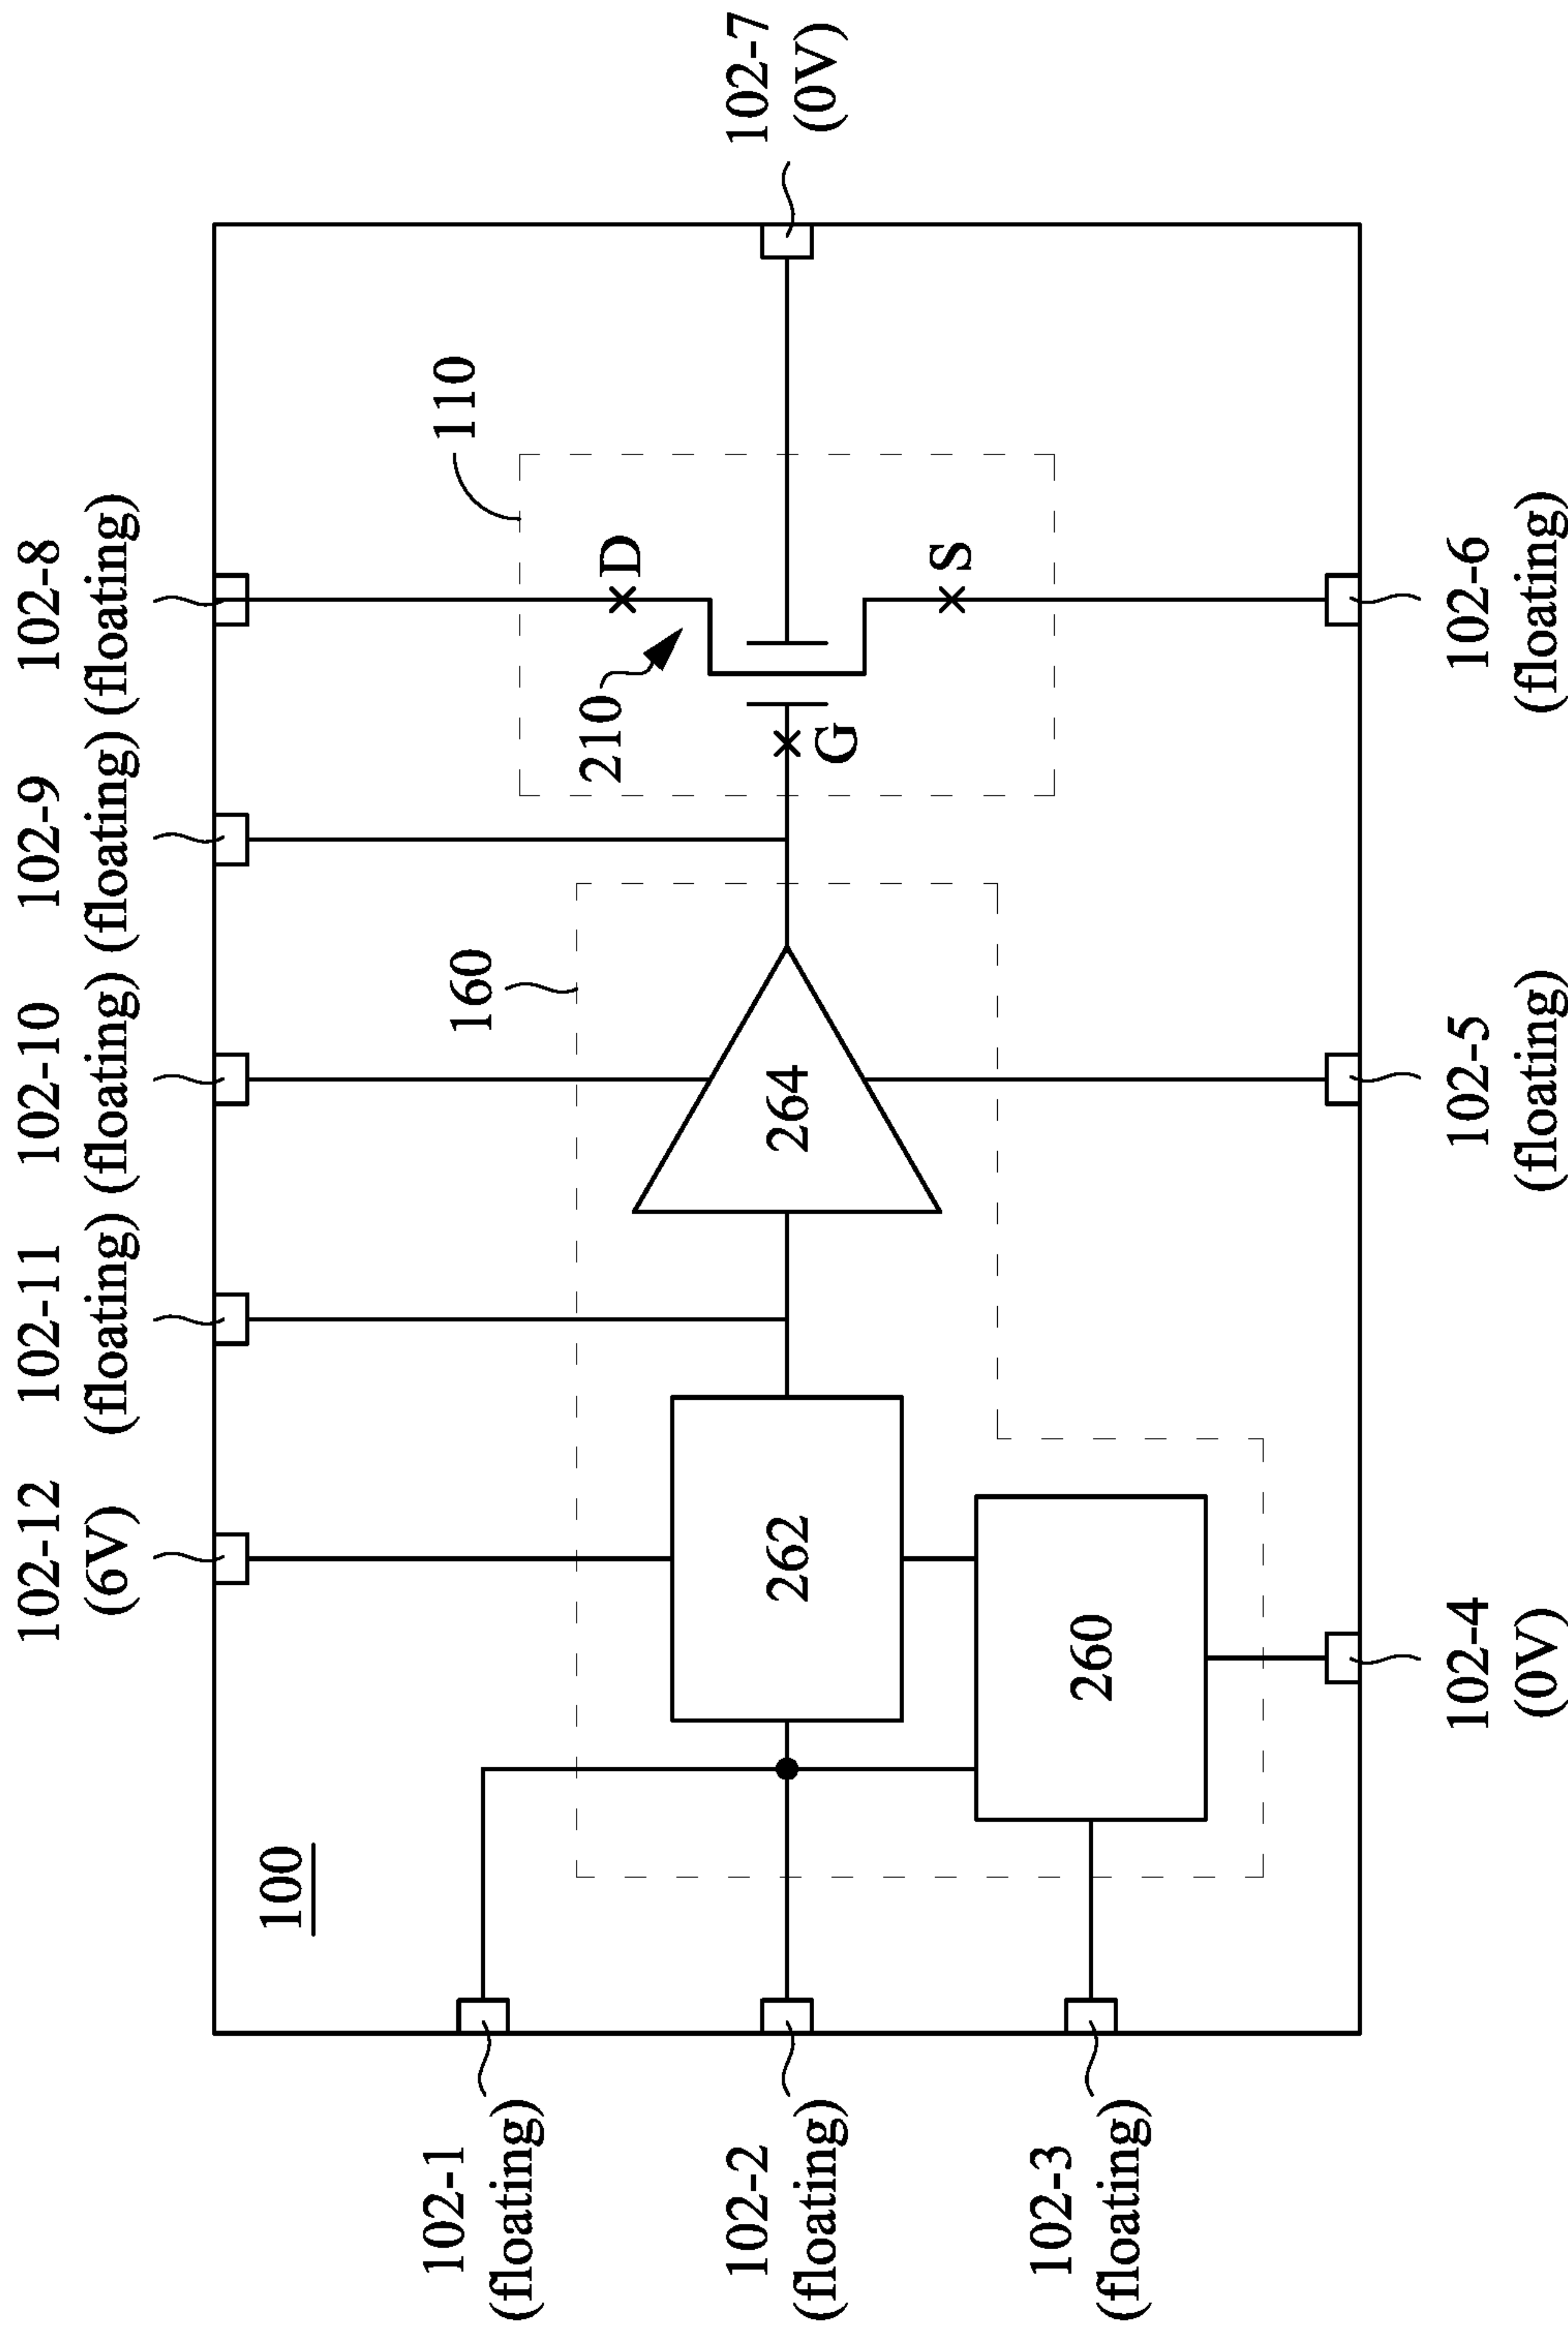 102-12
(6V)
102-11
(floating)
102-10
(floating)
102-9
(floating)
102-8
(floating)
100
160
110
210
D
G
S
262
264
260
102-1
(floating)
102-2
(floating)
102-3
(floating)
102-7
(0V)
102-4
(0V)
102-5
(floating)
102-6
(floating)